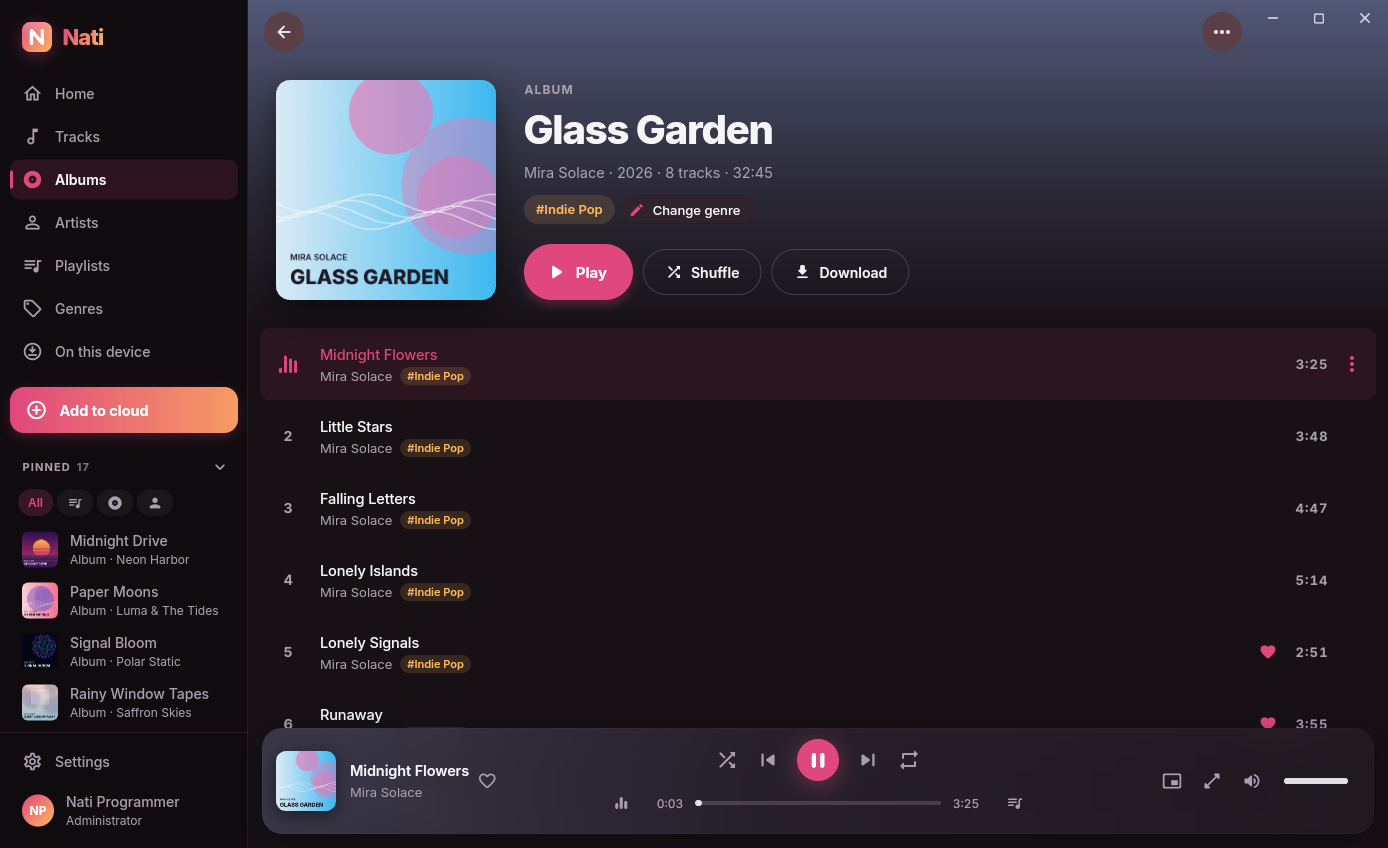 N Nati
Home
Tracks
Albums
Artists
Playlists
Genres
On this device
Add to cloud
PINNED 17
All
Midnight Drive
Album · Neon Harbor
Paper Moons
Album · Luma & The Tides
Signal Bloom
Album · Polar Static
Rainy Window Tapes
Album · Saffron Skies
Settings
NP
Nati Programmer
Administrator
MIRA SOLACE
GLASS GARDEN
ALBUM
Glass Garden
Mira Solace · 2026 · 8 tracks · 32:45
#Indie Pop Change genre
Play Shuffle Download
Midnight Flowers
Mira Solace #Indie Pop
3:25
2 Little Stars
Mira Solace #Indie Pop
3:48
3 Falling Letters
Mira Solace #Indie Pop
4:47
4 Lonely Islands
Mira Solace #Indie Pop
5:14
5 Lonely Signals
Mira Solace #Indie Pop
2:51
6 Runaway
3:55
GLASS GARDEN
Midnight Flowers
Mira Solace
0:03 3:25